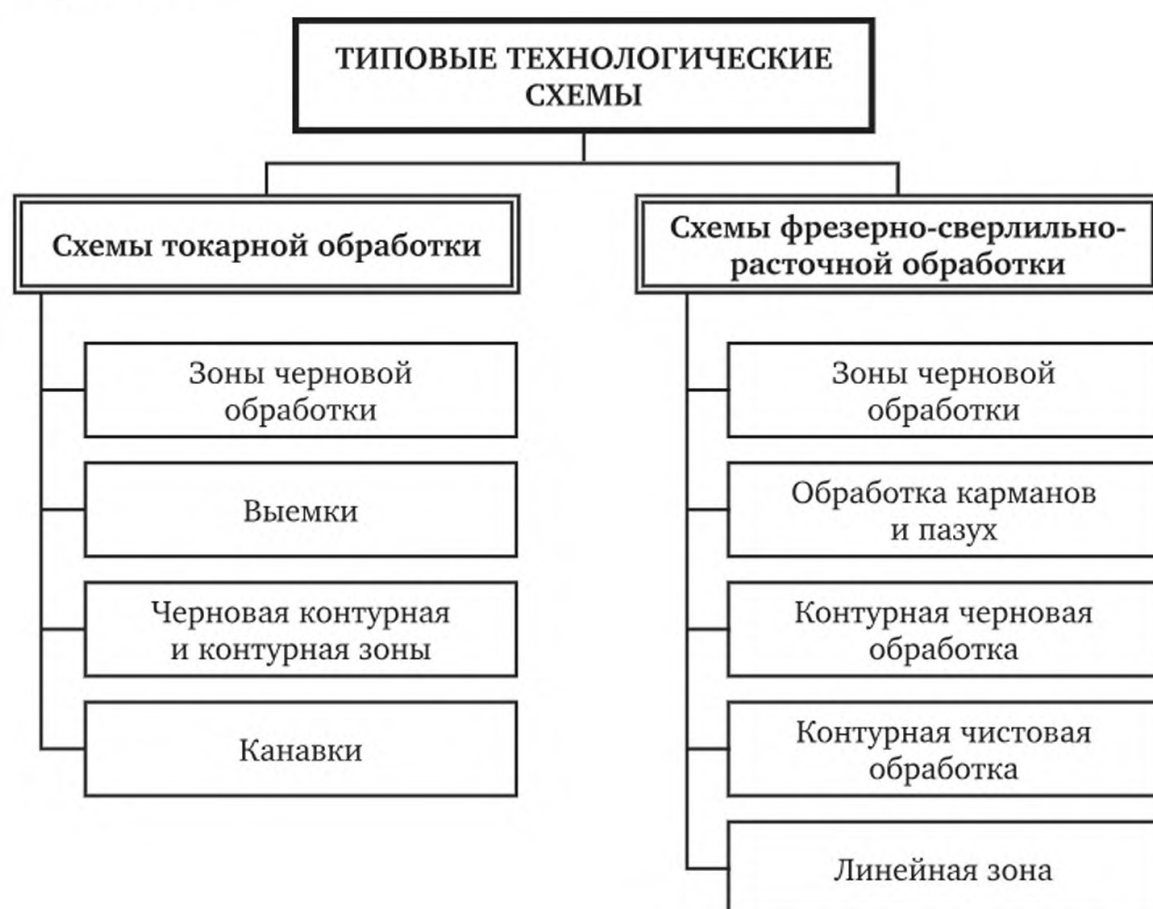 ТИПОВЫЕ ТЕХНОЛОГИЧЕСКИЕ
СХЕМЫ
Схемы токарной обработки
Зоны черновой
обработки
Выемки
Черновая контурная
и контурная зоны
Канавки
Схемы фрезерно-сверлильно-
расточной обработки
Зоны черновой
обработки
Обработка карманов
и пазух
Контурная черновая
обработка
Контурная чистовая
обработка
Линейная зона